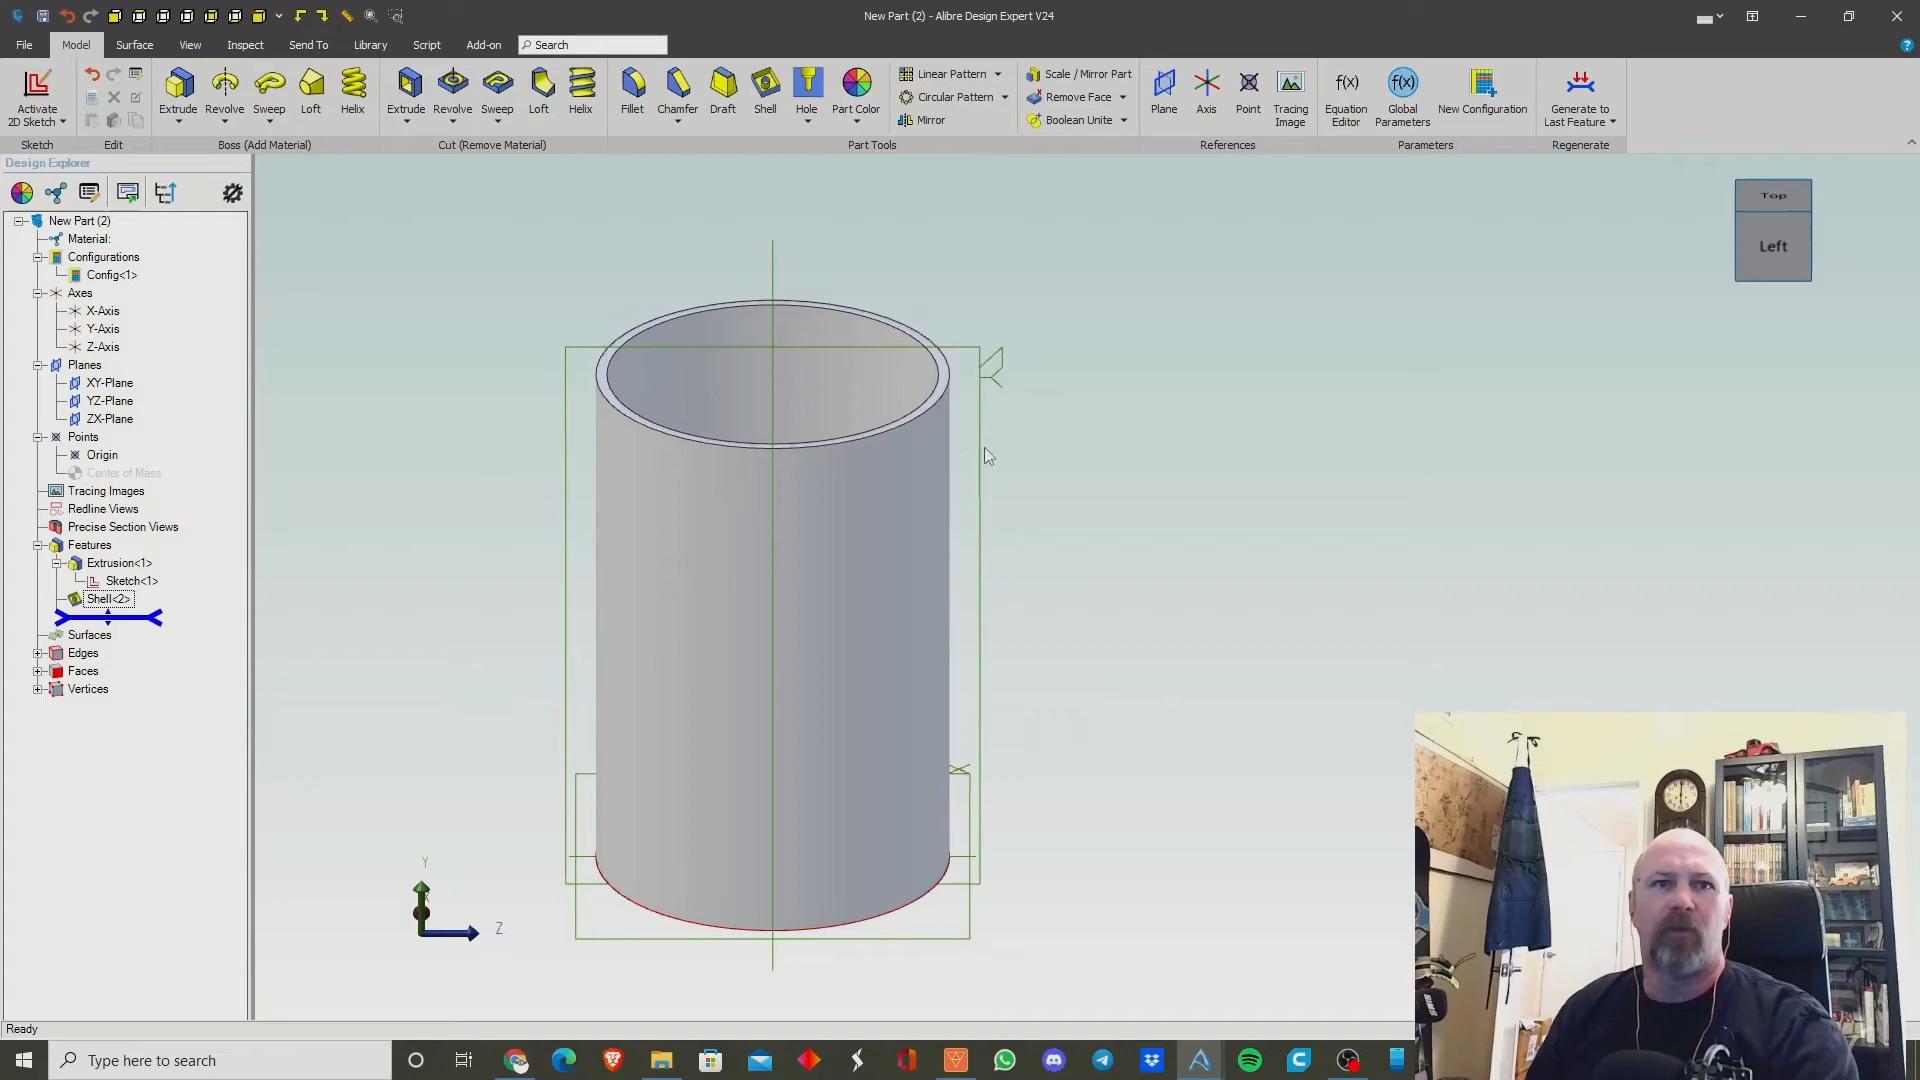 New Part (2) - Alibre Design Expert V24
File Model Surface View Inspect Send To Library Script Add-on Search
Activate 2D Sketch
Extrude Revolve Sweep Loft Helix
Extrude Revolve Sweep Loft Helix
Fillet Chamfer Draft Shell Hole Part Color
Linear Pattern
Circular Pattern
Mirror
Scale / Mirror Part
Remove Face
Boolean Unite
Plane Axis Point Tracing Image
Equation Editor Global Parameters New Configuration
Generate to Last Feature
Sketch Edit Boss (Add Material) Cut (Remove Material) Part Tools References Parameters Regenerate
Design Explorer
New Part (2)
Material:
Configurations
Config<1>
Axes
X-Axis
Y-Axis
Z-Axis
Planes
XY-Plane
YZ-Plane
ZX-Plane
Points
Origin
Center of Mass
Tracing Images
Redline Views
Precise Section Views
Features
Extrusion<1>
Sketch<1>
Shell<2>
Surfaces
Edges
Faces
Vertices
Top
Left
Y
Z
Ready
Type here to search